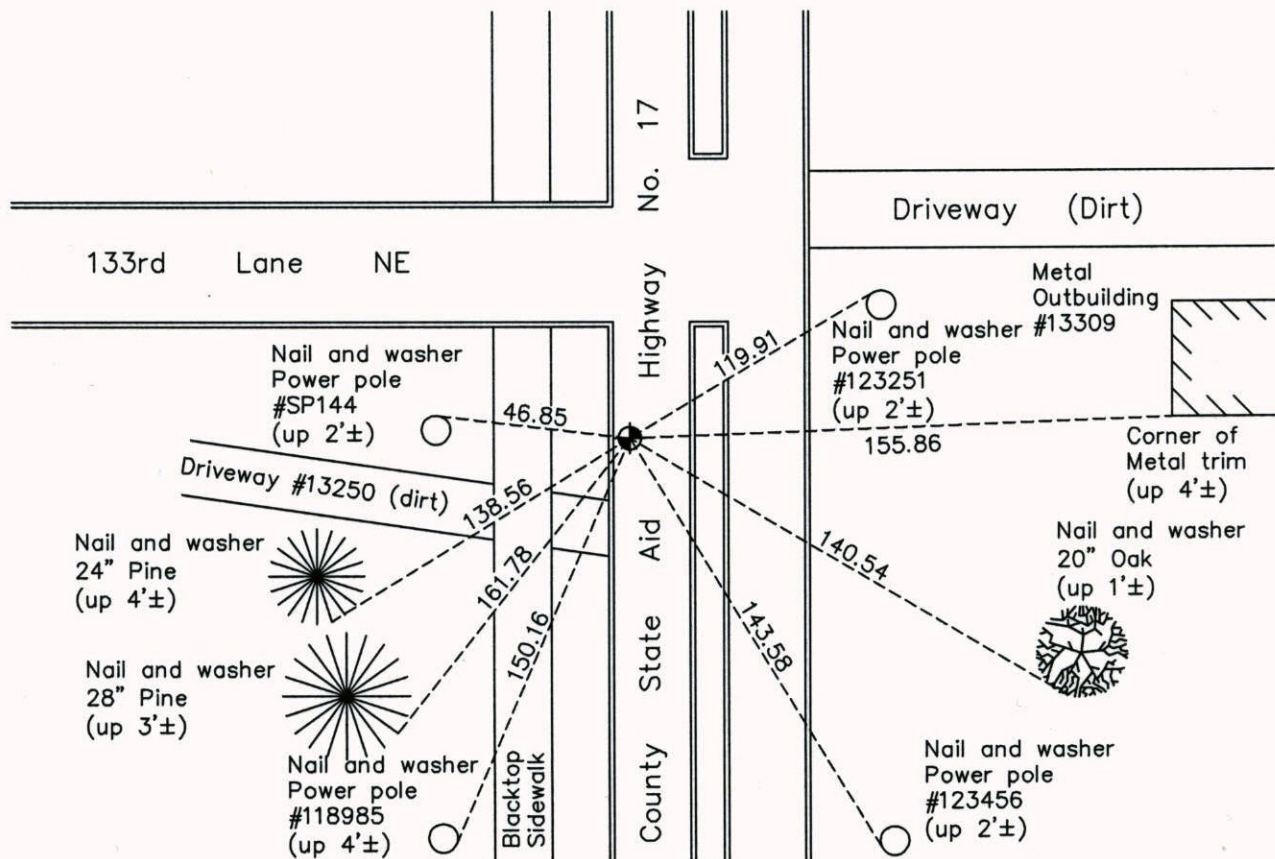 County State Aid Highway No. 17
133rd Lane NE
Driveway (Dirt)
Metal
Outbuilding
#13309
Nail and washer
Power pole
#SP144
(up 2'±)
46.85
119.91
Nail and washer
Power pole
#123251
(up 2'±)
155.86
Corner of
Metal trim
(up 4'±)
Driveway #13250 (dirt)
138.56
Nail and washer
24" Pine
(up 4'±)
161.78
150.16
140.54
143.58
Nail and washer
20" Oak
(up 1'±)
Nail and washer
28" Pine
(up 3'±)
Nail and washer
Power pole
#118985
(up 4'±)
Blacktop
Sidewalk
Nail and washer
Power pole
#123456
(up 2'±)